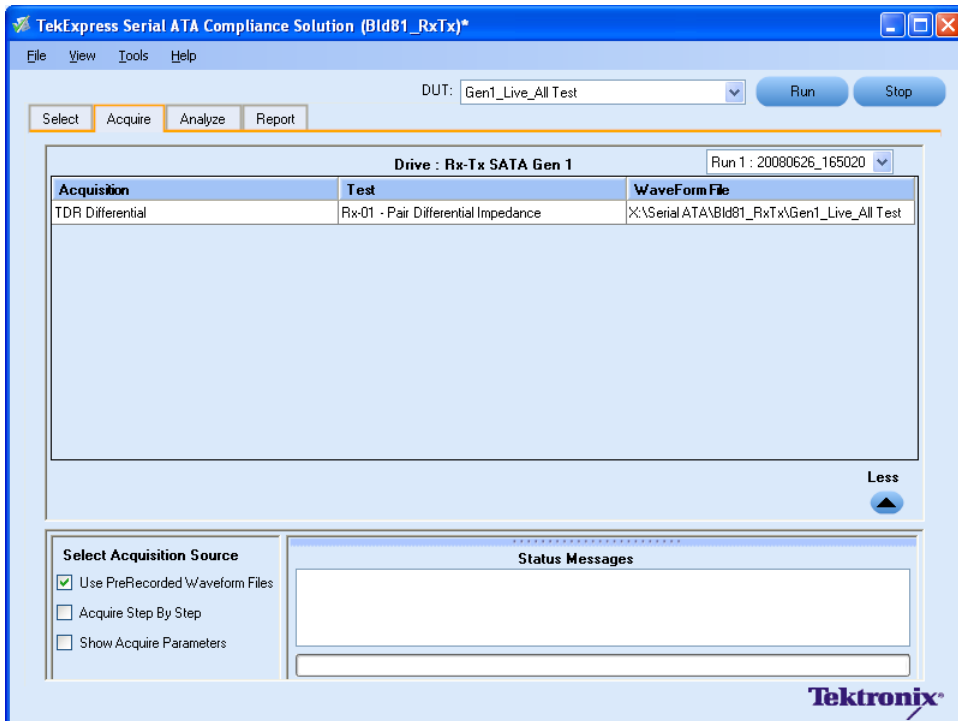 TekExpress Serial ATA Compliance Solution (Bld81_RxTx)*
File View Tools Help
DUT: Gen1_Live_All Test Run Stop
Select Acquire Analyze Report
Drive : Rx-Tx SATA Gen 1 Run 1 : 20080626_165020
Acquisition Test WaveForm File
TDR Differential Rx-01 - Pair Differential Impedance X:\Serial ATA\Bld81_RxTx\Gen1_Live_All Test
Less
Select Acquisition Source
Use PreRecorded Waveform Files
Acquire Step By Step
Show Acquire Parameters
Status Messages
Tektronix